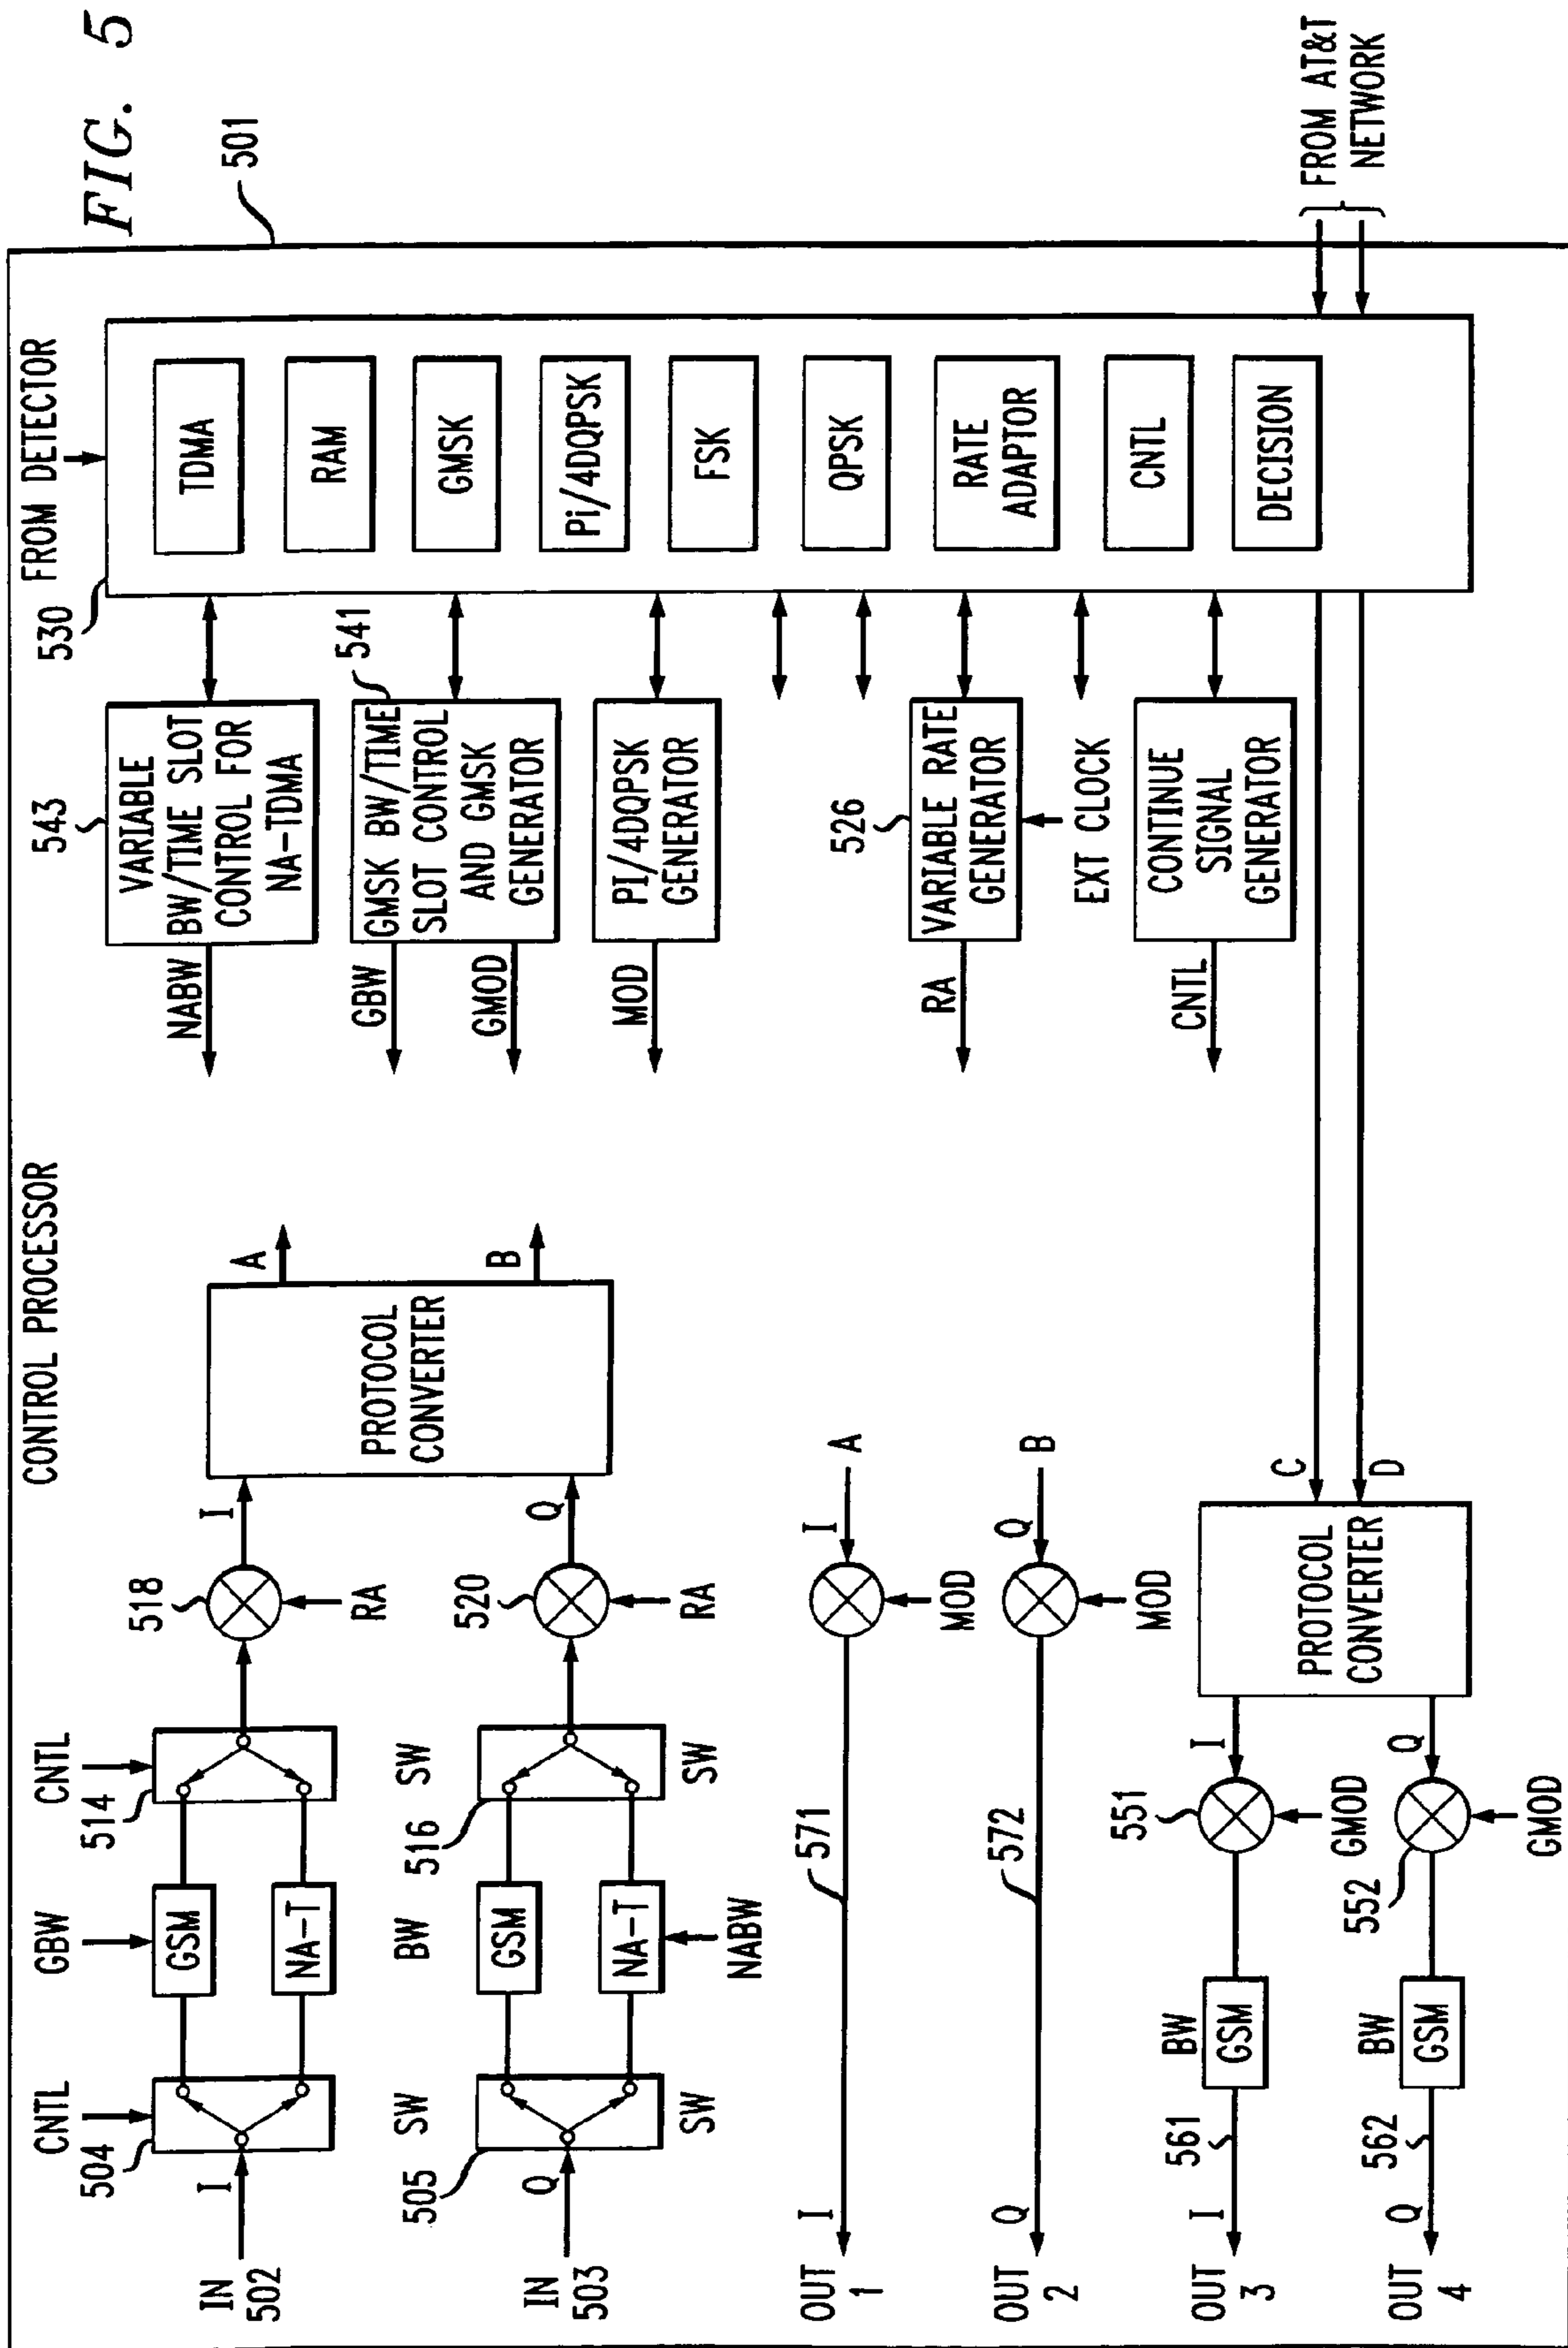 FIG. 5
CONTROL PROCESSOR
501
FROM DETECTOR
530
TDMA
RAM
GMSK
Pi/4DQPSK
FSK
QPSK
RATE
ADAPTOR
CNTL
DECISION
FROM AT&T
NETWORK
543
VARIABLE
BW/TIME SLOT
CONTROL FOR
NA-TDMA
NABW
541
GMSK BW/TIME
SLOT CONTROL
AND GMSK
GENERATOR
GBW
GMOD
PI/4DQPSK
GENERATOR
MOD
526
VARIABLE RATE
GENERATOR
RA
EXT CLOCK
CONTINUE
SIGNAL
GENERATOR
CNTL
IN
502
I
504
CNTL
GBW
GSM
NA-T
514
CNTL
518
RA
I
PROTOCOL
CONVERTER
A
B
IN
503
Q
505
SW
SW
BW
GSM
NA-T
NABW
516
SW
SW
520
RA
Q
OUT
1
I
571
MOD
I
A
OUT
2
Q
572
MOD
Q
B
OUT
3
I
561
BW
GSM
551
GMOD
I
PROTOCOL
CONVERTER
C
D
OUT
4
Q
562
BW
GSM
552
GMOD
Q